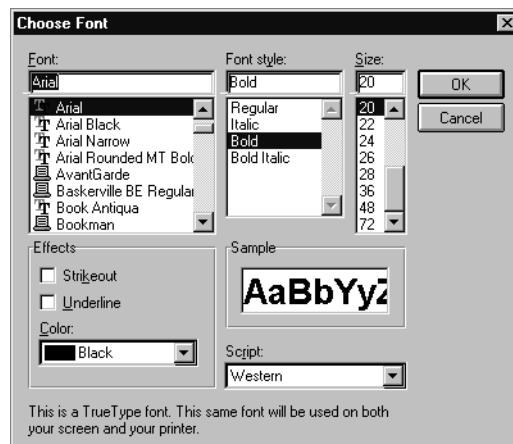 Choose Font
Font:
Font style:
Size:
Arial
Bold
20
OK
Cancel
Arial
Arial Black
Arial Narrow
Arial Rounded MT Bold
AvantGarde
Baskerville BE Regular
Book Antiqua
Bookman
Regular
Italic
Bold
Bold Italic
20
22
24
26
28
36
48
72
Effects
Strikeout
Underline
Color:
Black
Sample
AaBbYyZ
Script:
Western
This is a TrueType font. This same font will be used on both
your screen and your printer.